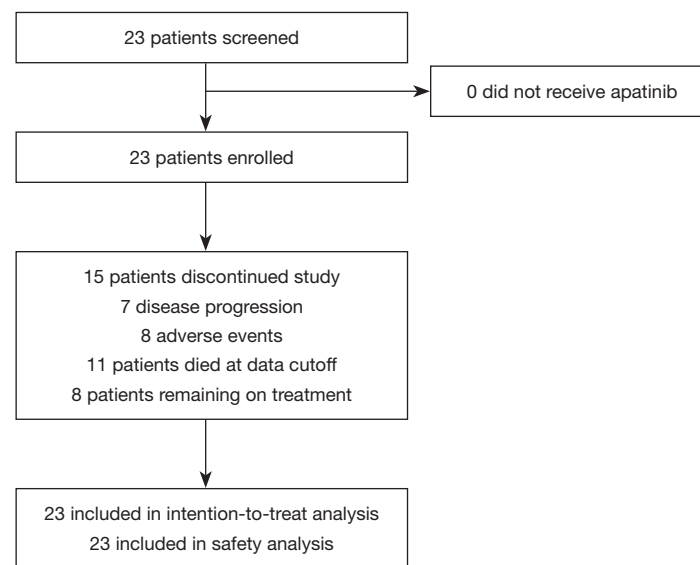 23 patients screened
0 did not receive apatinib
23 patients enrolled
15 patients discontinued study
7 disease progression
8 adverse events
11 patients died at data cutoff
8 patients remaining on treatment
23 included in intention-to-treat analysis
23 included in safety analysis